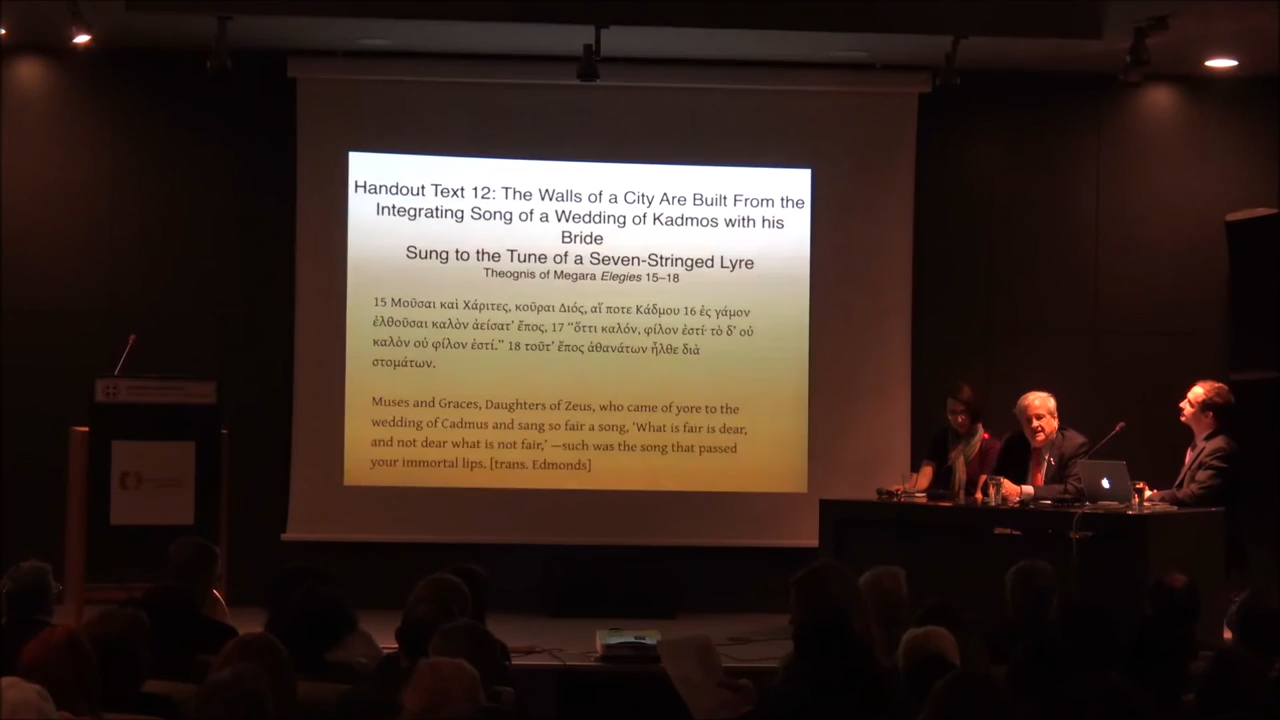 Handout Text 12: The Walls of a City Are Built From the
Integrating Song of a Wedding of Kadmos with his
Bride
Sung to the Tune of a Seven-Stringed Lyre
Theognis of Megara Elegies 15–18
15 Μοῦσαι καὶ Χάριτες, κοῦραι Διός, αἵ ποτε Κάδμου 16 ἐς γάμον
ἐλθοῦσαι καλὸν ἀείσατ’ ἔπος, 17 “ὅττι καλόν, φίλον ἐστί· τὸ δ’ οὐ
καλὸν οὐ φίλον ἐστί.” 18 τοῦτ’ ἔπος ἀθανάτων ἦλθε διὰ
στομάτων.
Muses and Graces, Daughters of Zeus, who came of yore to the
wedding of Cadmus and sang so fair a song, ‘What is fair is dear,
and not dear what is not fair,’ —such was the song that passed
your immortal lips. [trans. Edmonds]